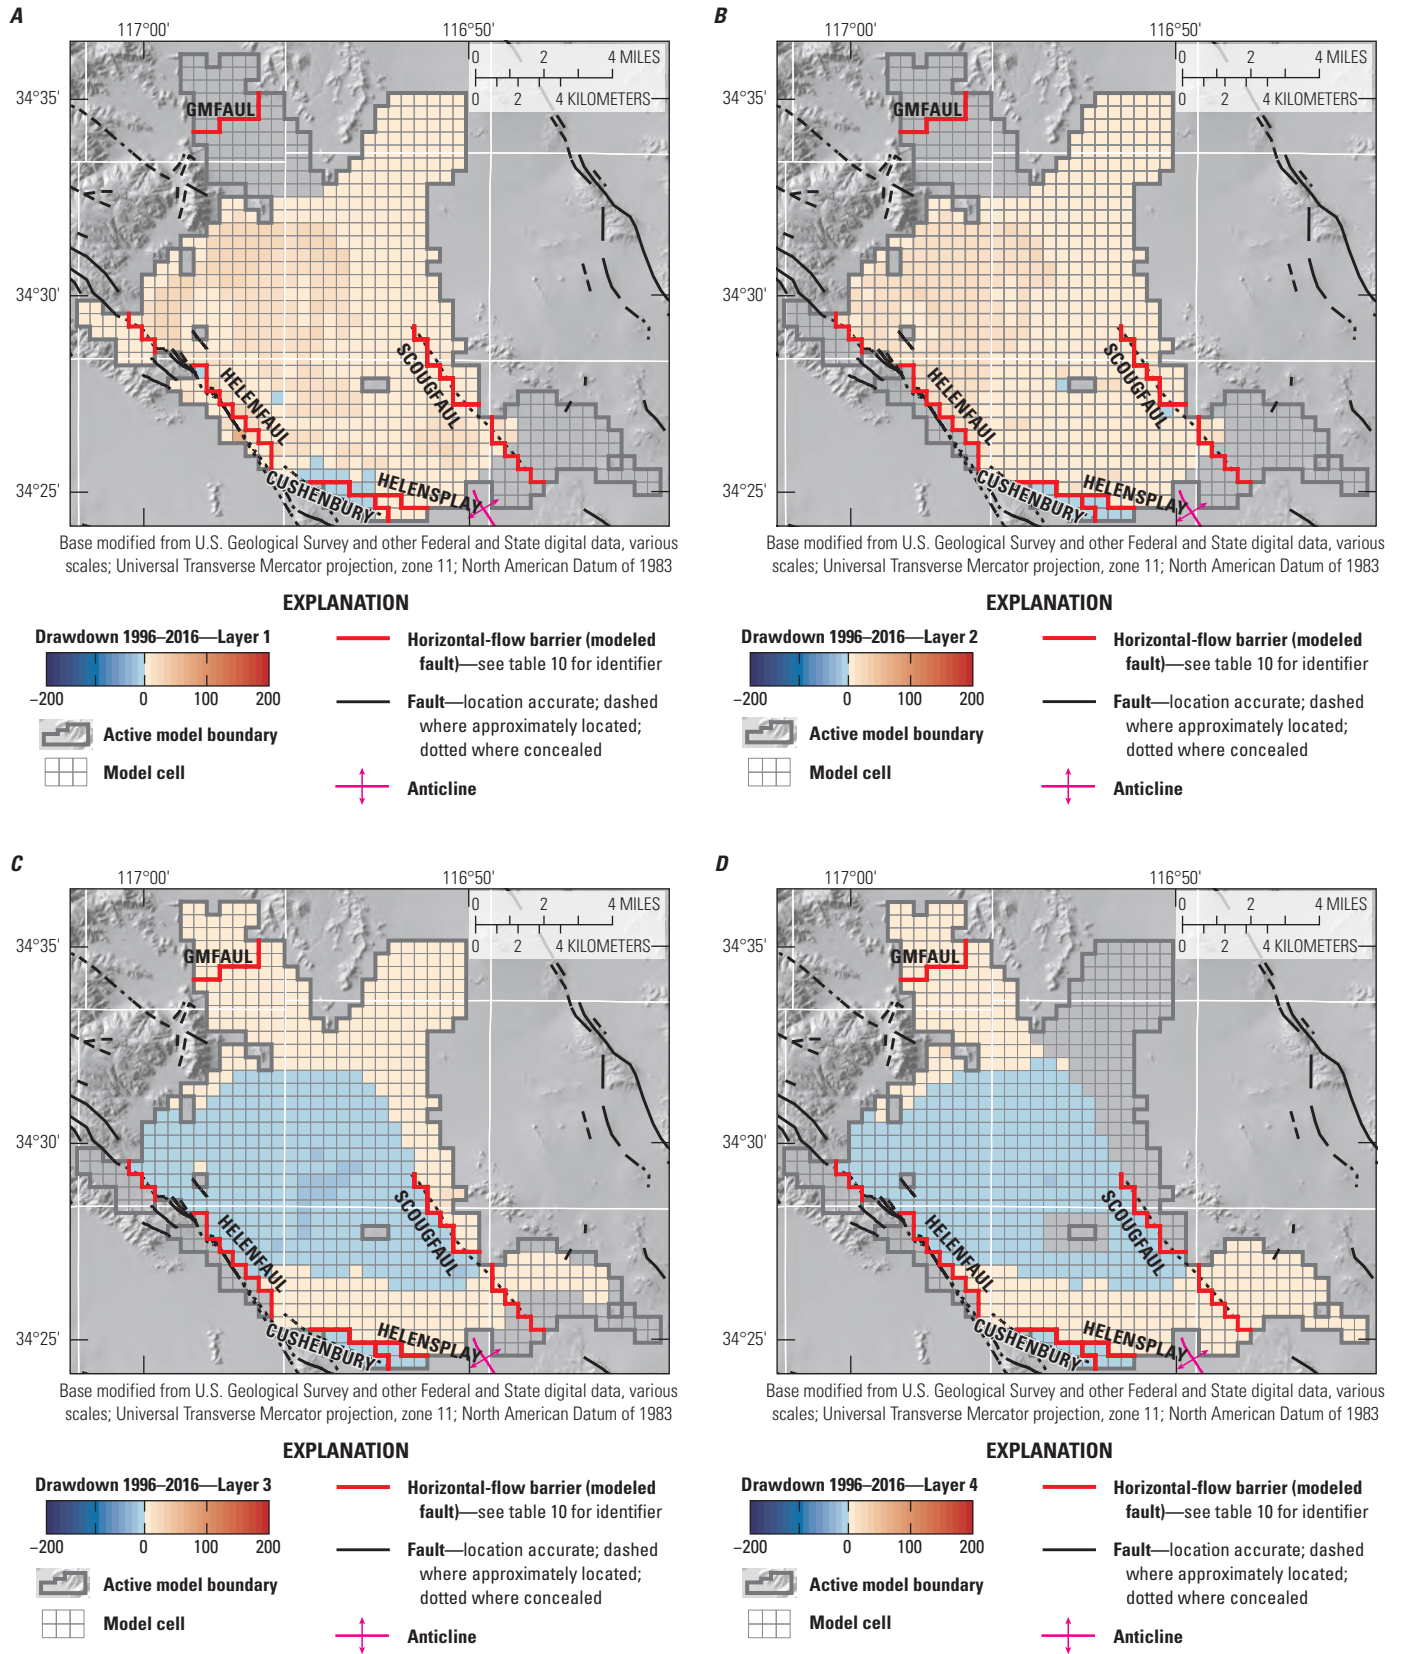 A
117°00'
116°50'
0 2 4 MILES
0 2 4 KILOMETERS
34°35'
34°30'
34°25'
GMFAUL
SCOUGFAUL
HELENFAUL
CUSHENBURY
HELENSPLAY
Base modified from U.S. Geological Survey and other Federal and State digital data, various
scales; Universal Transverse Mercator projection, zone 11; North American Datum of 1983
EXPLANATION
Drawdown 1996–2016—Layer 1
−200 0 100 200
Active model boundary
Model cell
Horizontal-flow barrier (modeled
fault)—see table 10 for identifier
Fault—location accurate; dashed
where approximately located;
dotted where concealed
Anticline
B
117°00'
116°50'
0 2 4 MILES
0 2 4 KILOMETERS
34°35'
34°30'
34°25'
GMFAUL
SCOUGFAUL
HELENFAUL
CUSHENBURY
HELENSPLAY
Base modified from U.S. Geological Survey and other Federal and State digital data, various
scales; Universal Transverse Mercator projection, zone 11; North American Datum of 1983
EXPLANATION
Drawdown 1996–2016—Layer 2
−200 0 100 200
Active model boundary
Model cell
Horizontal-flow barrier (modeled
fault)—see table 10 for identifier
Fault—location accurate; dashed
where approximately located;
dotted where concealed
Anticline
C
117°00'
116°50'
0 2 4 MILES
0 2 4 KILOMETERS
34°35'
34°30'
34°25'
GMFAUL
SCOUGFAUL
HELENFAUL
CUSHENBURY
HELENSPLAY
Base modified from U.S. Geological Survey and other Federal and State digital data, various
scales; Universal Transverse Mercator projection, zone 11; North American Datum of 1983
EXPLANATION
Drawdown 1996–2016—Layer 3
−200 0 100 200
Active model boundary
Model cell
Horizontal-flow barrier (modeled
fault)—see table 10 for identifier
Fault—location accurate; dashed
where approximately located;
dotted where concealed
Anticline
D
117°00'
116°50'
0 2 4 MILES
0 2 4 KILOMETERS
34°35'
34°30'
34°25'
GMFAUL
SCOUGFAUL
HELENFAUL
CUSHENBURY
HELENSPLAY
Base modified from U.S. Geological Survey and other Federal and State digital data, various
scales; Universal Transverse Mercator projection, zone 11; North American Datum of 1983
EXPLANATION
Drawdown 1996–2016—Layer 4
−200 0 100 200
Active model boundary
Model cell
Horizontal-flow barrier (modeled
fault)—see table 10 for identifier
Fault—location accurate; dashed
where approximately located;
dotted where concealed
Anticline